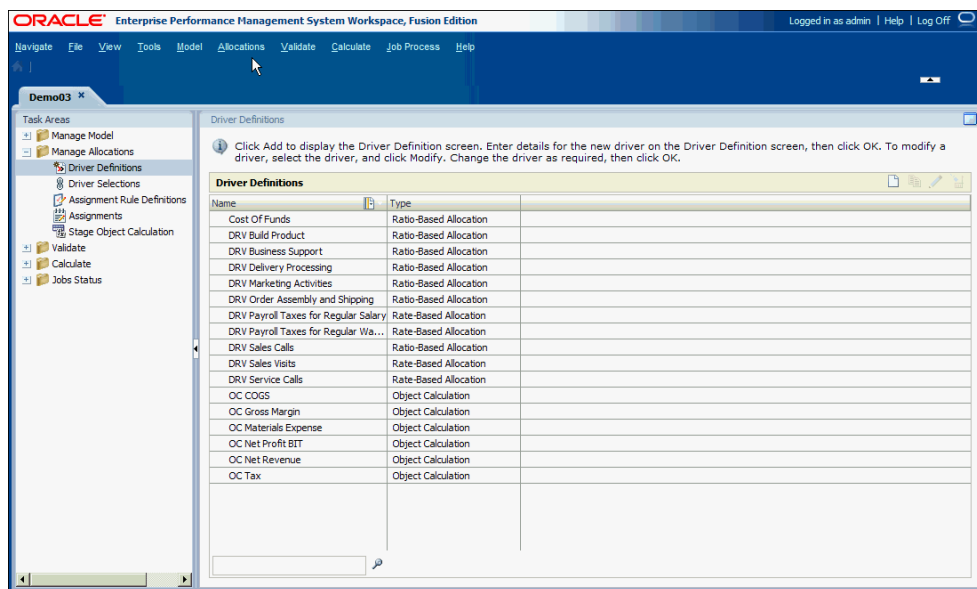 ORACLE' Enterprise Performance Management System Workspace, Fusion Edition
Logged in as admin | Help | Log Off
Navigate File View Tools Model Allocations Validate Calculate Job Process Help
Demo03 ×
Task Areas
Manage Model
Manage Allocations
Driver Definitions
Driver Selections
Assignment Rule Definitions
Assignments
Stage Object Calculation
Validate
Calculate
Jobs Status
Driver Definitions
Click Add to display the Driver Definition screen. Enter details for the new driver on the Driver Definition screen, then click OK. To modify a
driver, select the driver, and click Modify. Change the driver as required, then click OK.
Driver Definitions
Name Type
Cost Of Funds Ratio-Based Allocation
DRV Build Product Ratio-Based Allocation
DRV Business Support Ratio-Based Allocation
DRV Delivery Processing Ratio-Based Allocation
DRV Marketing Activities Ratio-Based Allocation
DRV Order Assembly and Shipping Ratio-Based Allocation
DRV Payroll Taxes for Regular Salary Rate-Based Allocation
DRV Payroll Taxes for Regular Wa... Rate-Based Allocation
DRV Sales Calls Ratio-Based Allocation
DRV Sales Visits Rate-Based Allocation
DRV Service Calls Rate-Based Allocation
OC COGS Object Calculation
OC Gross Margin Object Calculation
OC Materials Expense Object Calculation
OC Net Profit BIT Object Calculation
OC Net Revenue Object Calculation
OC Tax Object Calculation